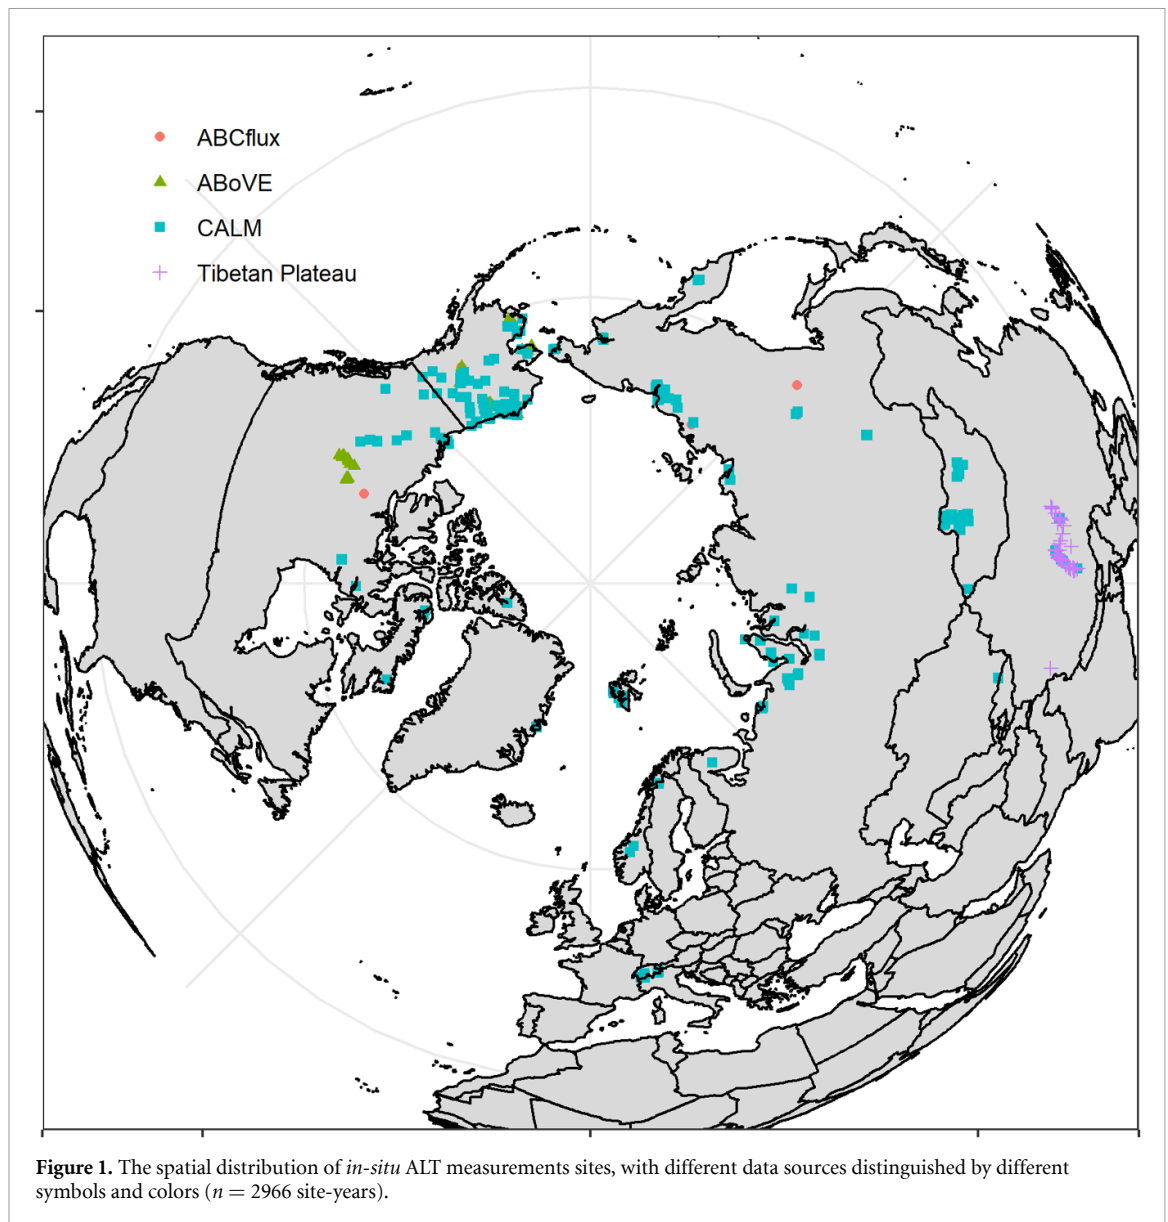 ABCflux
ABoVE
CALM
Tibetan Plateau
Figure 1. The spatial distribution of in-situ ALT measurements sites, with different data sources distinguished by different
symbols and colors (n = 2966 site-years).